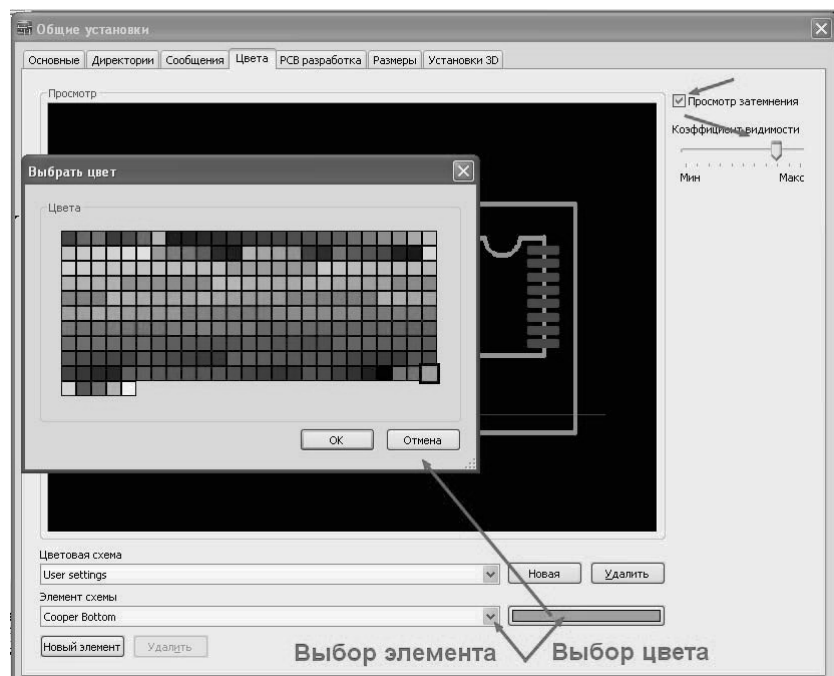 Общие установки
Основные Директории Сообщения Цвета PCB разработка Размеры Установки 3D
Просмотр
Просмотр затемнения
Коэффициент видимости
Мин Макс
Выбрать цвет
Цвета
OK Отмена
Цветовая схема
User settings Новая Удалить
Элемент схемы
Cooper Bottom
Новый элемент Удалить
Выбор элемента Выбор цвета